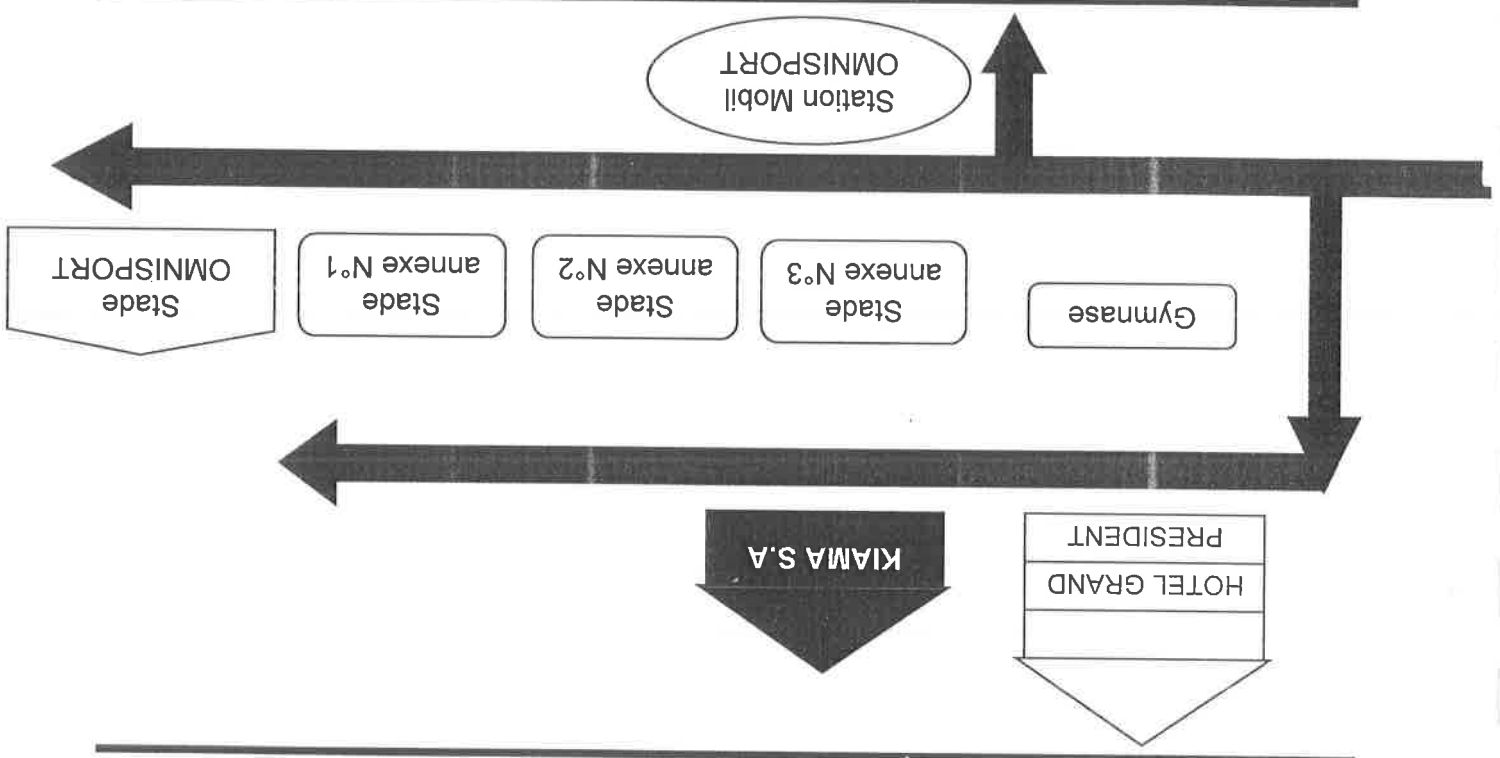 HOTEL GRAND
PRESIDENT
KIAMA S.A
Gymnase
Stade
annexe N°3
Stade
annexe N°2
Stade
annexe N°1
Stade
OMNISPORT
Station Mobil
OMNISPORT